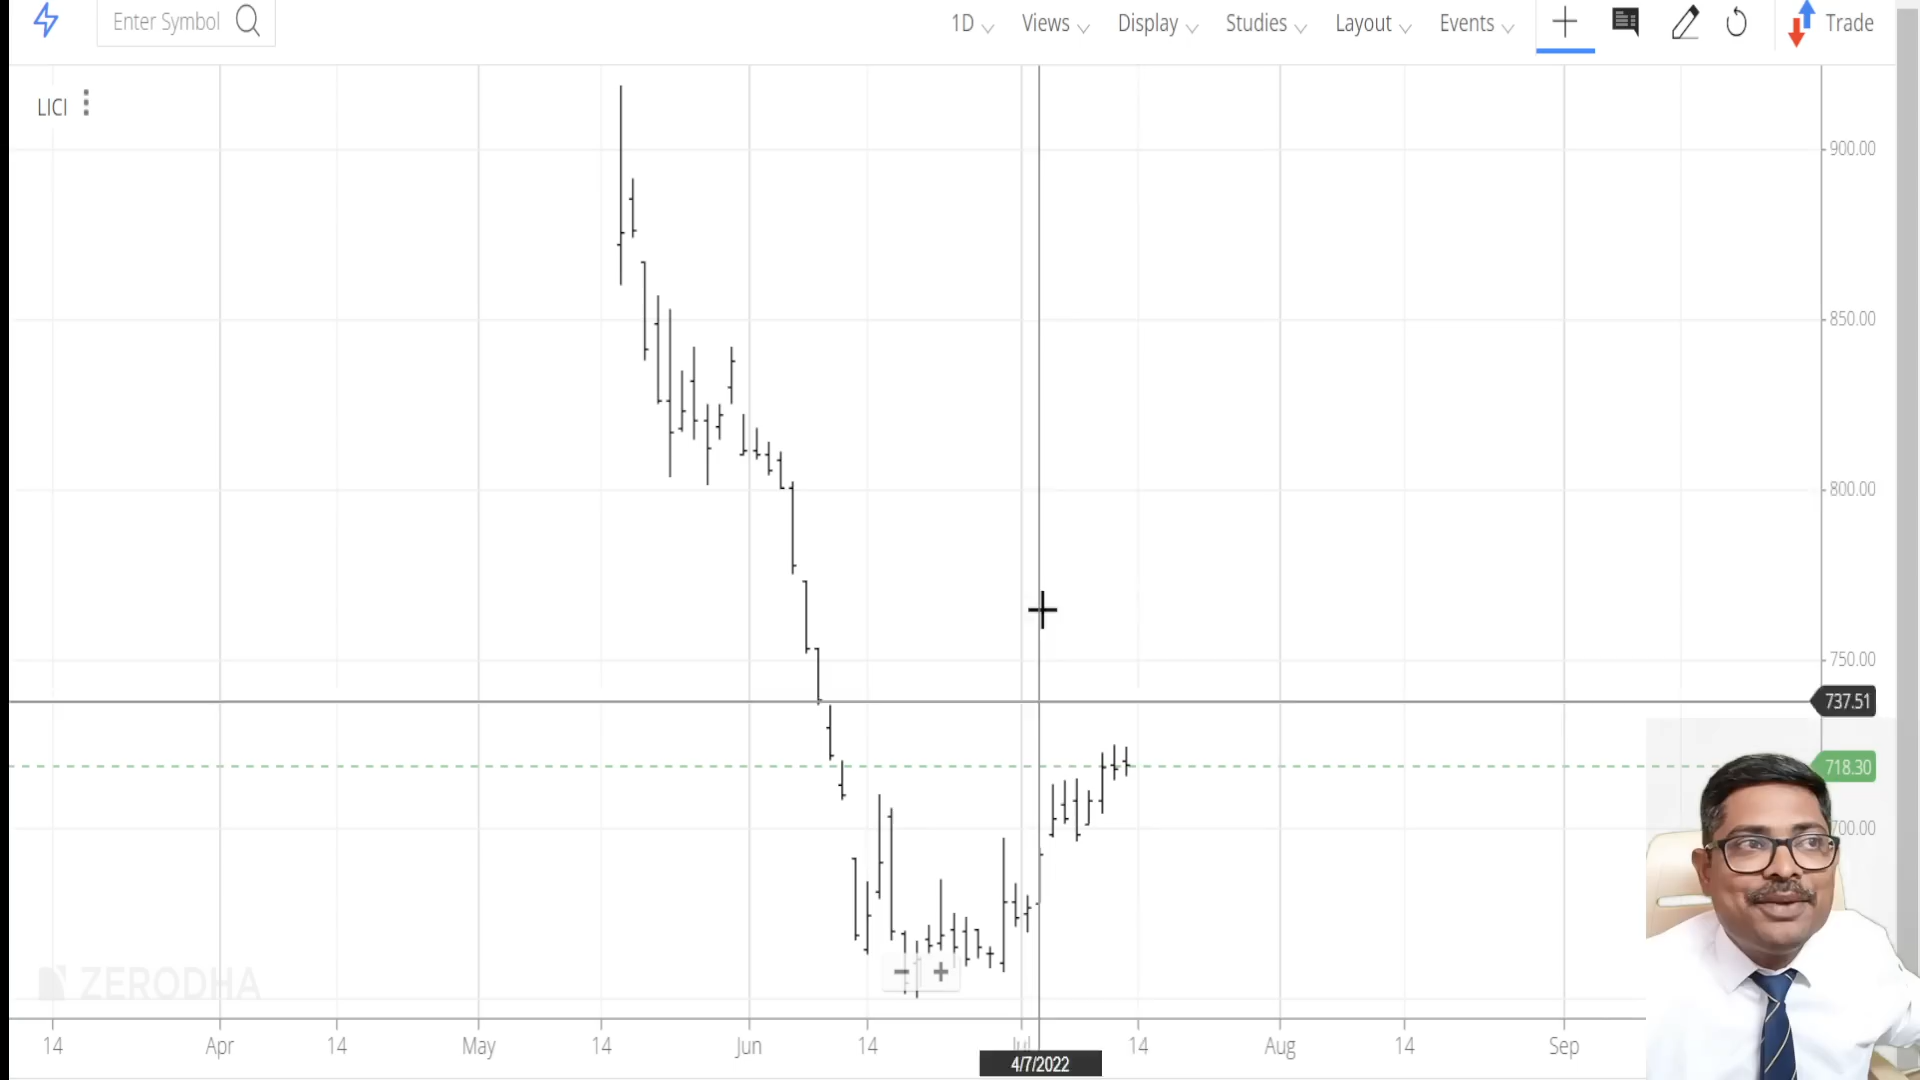 Enter Symbol
1D Views Display Studies Layout Events Trade
LICI
900.00
850.00
800.00
750.00
737.51
718.30
700.00
ZERODHA
14 Apr 14 May 14 Jun 14 14 Aug 14 Sep
4/7/2022